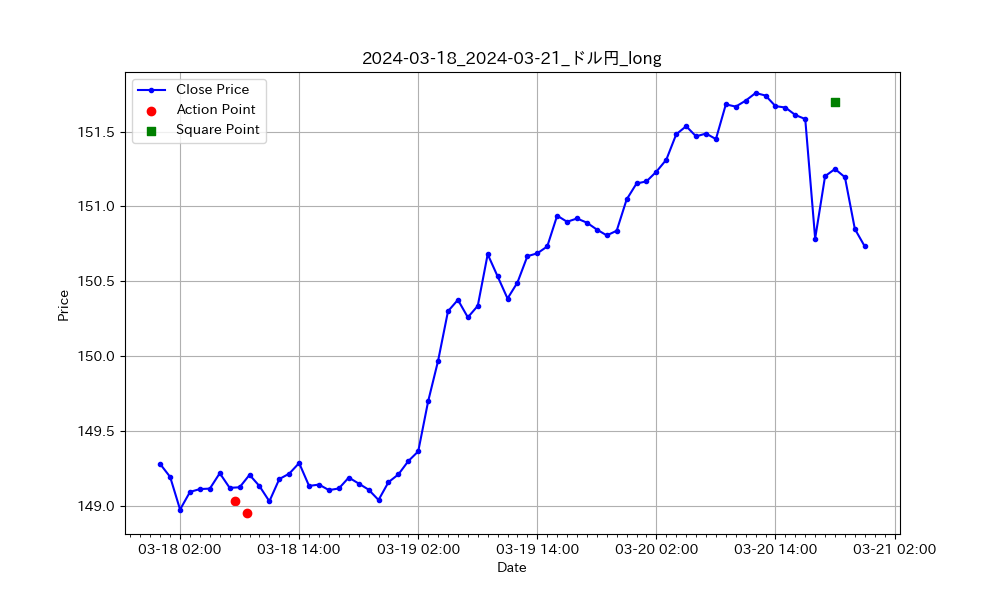 2024-03-18_2024-03-21_ドル円_long
Close Price
Action Point
Square Point
Price
151.5
151.0
150.5
150.0
149.5
149.0
03-18 02:00 03-18 14:00 03-19 02:00 03-19 14:00 03-20 02:00 03-20 14:00 03-21 02:00
Date